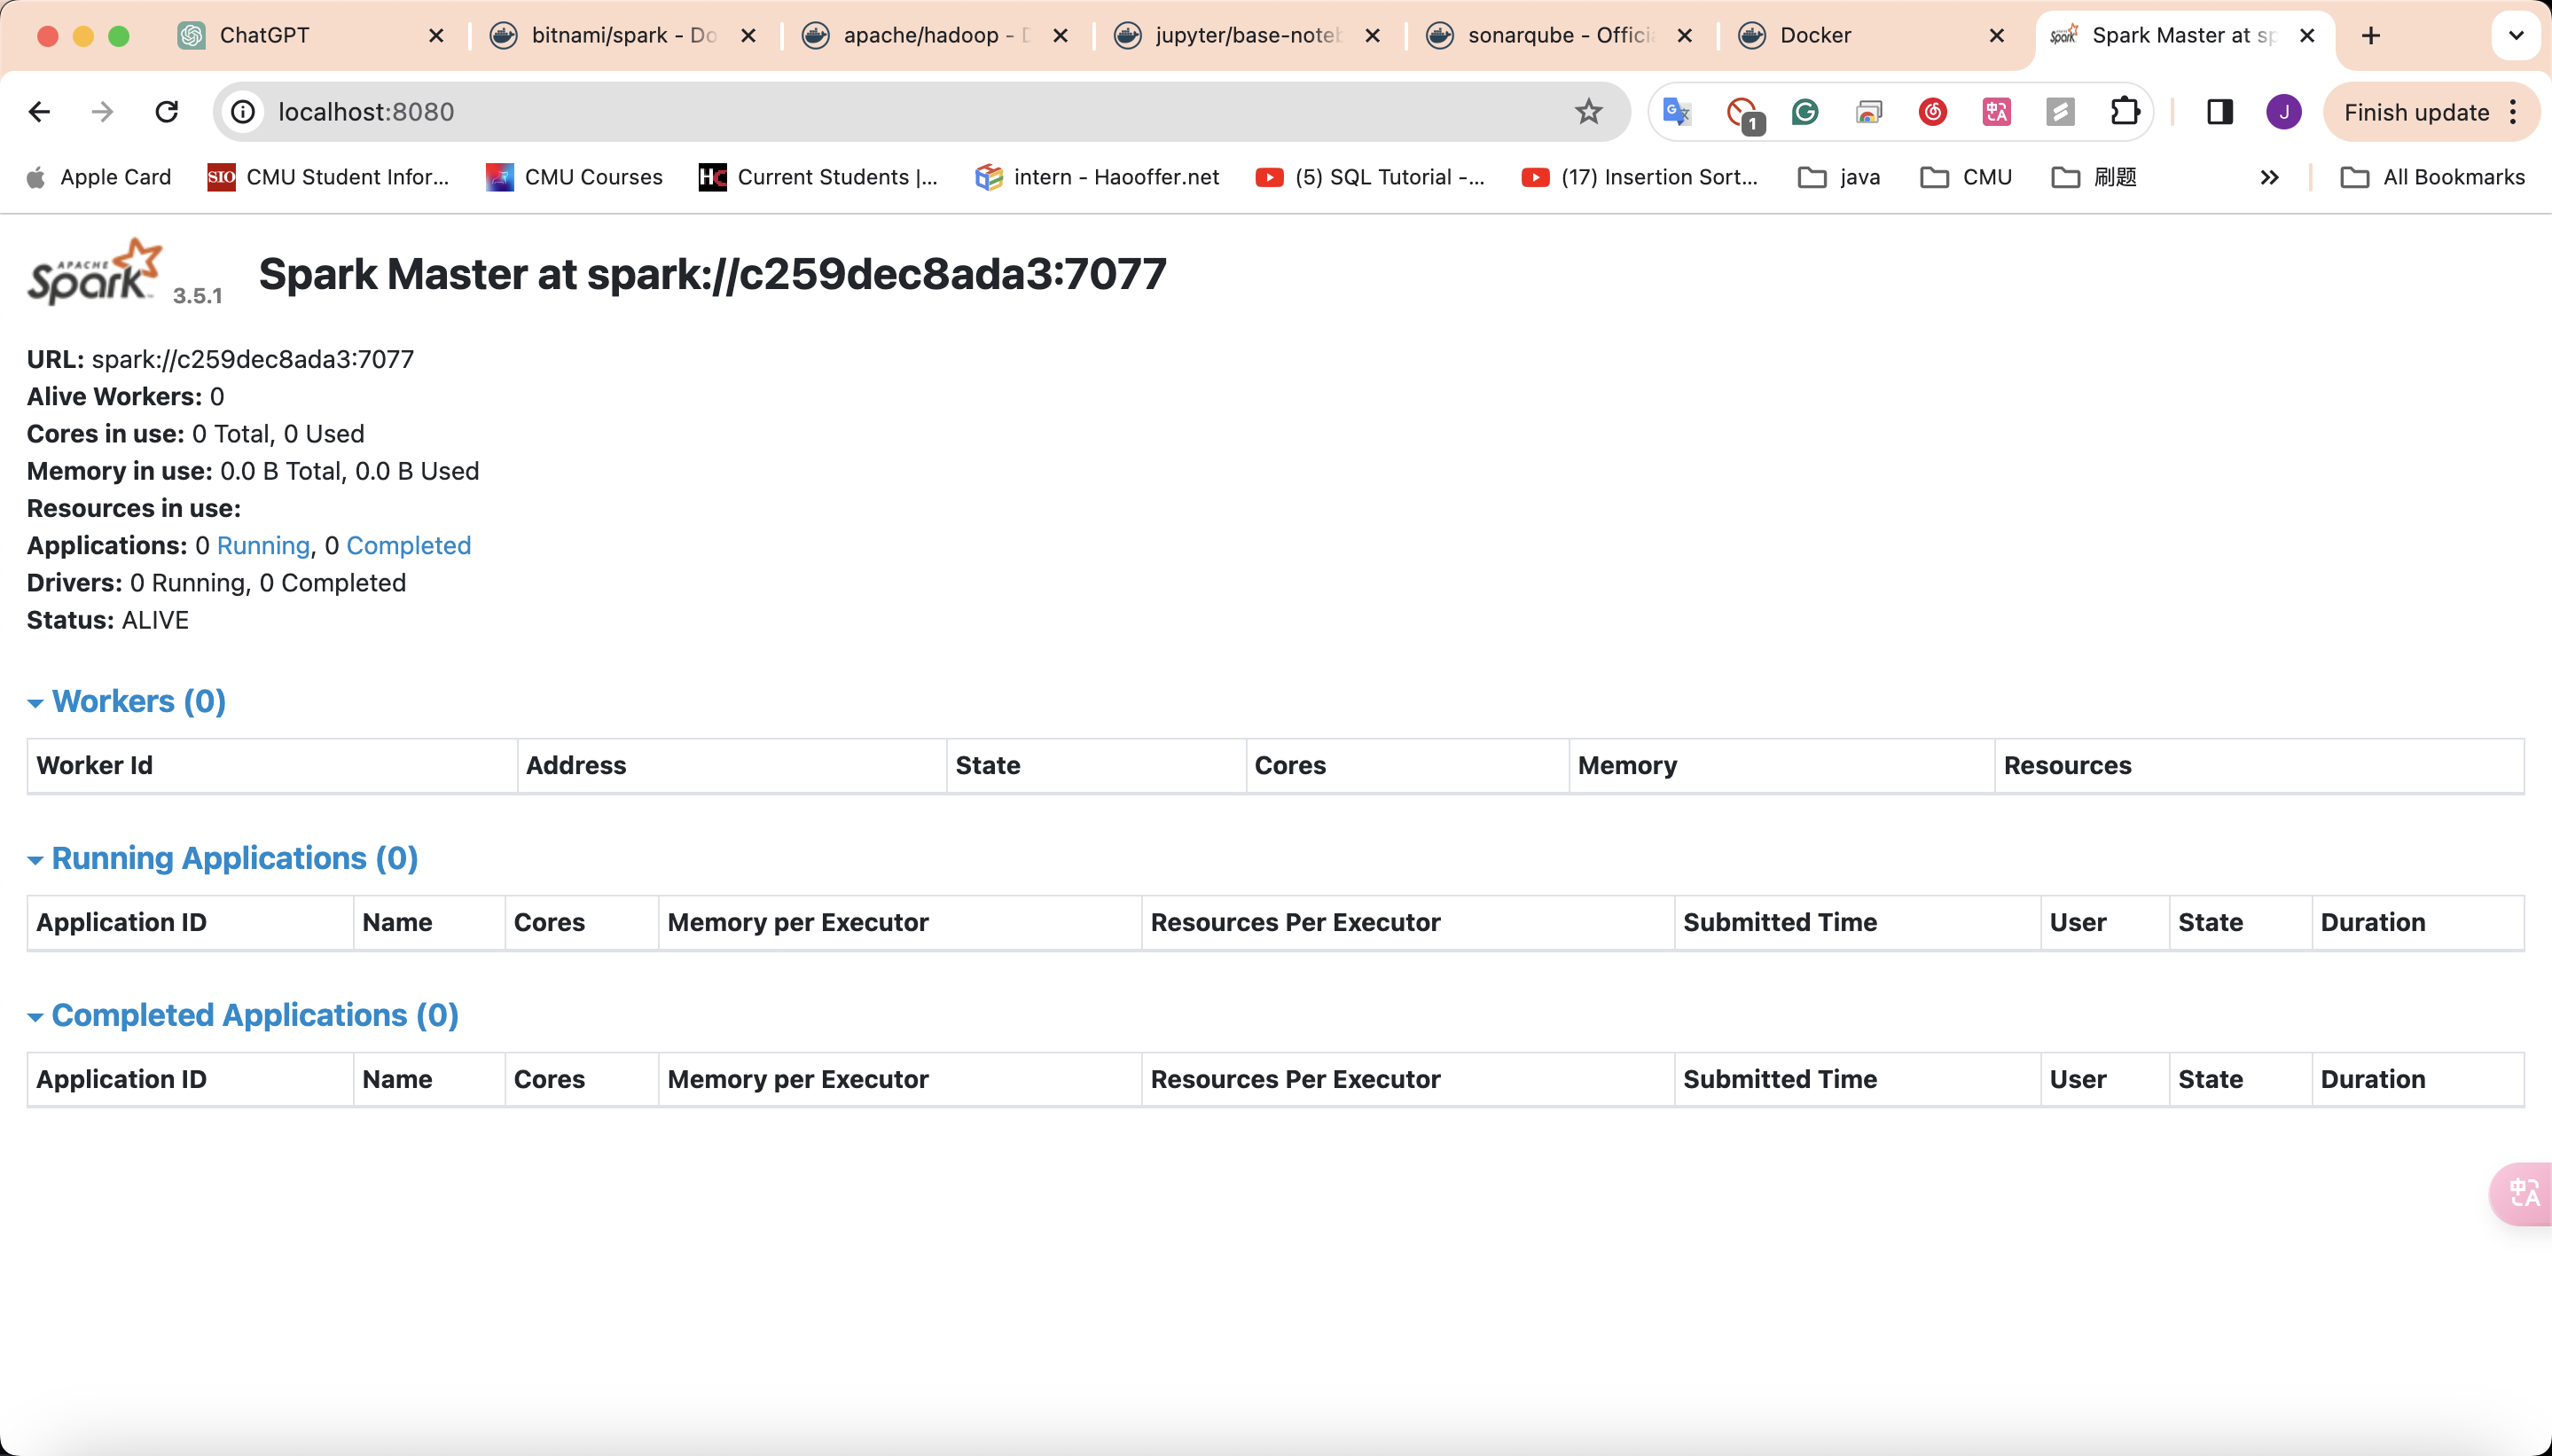 ChatGPT
bitnami/spark - Do
apache/hadoop - D
jupyter/base-noteb
sonarqube - Offici
Docker
Spark Master at sp
localhost:8080
1
J
Finish update
Apple Card
SIO CMU Student Infor...
CMU Courses
HC Current Students |...
intern - Haooffer.net
(5) SQL Tutorial -...
(17) Insertion Sort...
java
CMU
刷题
All Bookmarks
APACHE Spark 3.5.1
Spark Master at spark://c259dec8ada3:7077
URL: spark://c259dec8ada3:7077
Alive Workers: 0
Cores in use: 0 Total, 0 Used
Memory in use: 0.0 B Total, 0.0 B Used
Resources in use:
Applications: 0 Running, 0 Completed
Drivers: 0 Running, 0 Completed
Status: ALIVE
Workers (0)
Worker Id Address State Cores Memory Resources
Running Applications (0)
Application ID Name Cores Memory per Executor Resources Per Executor Submitted Time User State Duration
Completed Applications (0)
Application ID Name Cores Memory per Executor Resources Per Executor Submitted Time User State Duration
中A